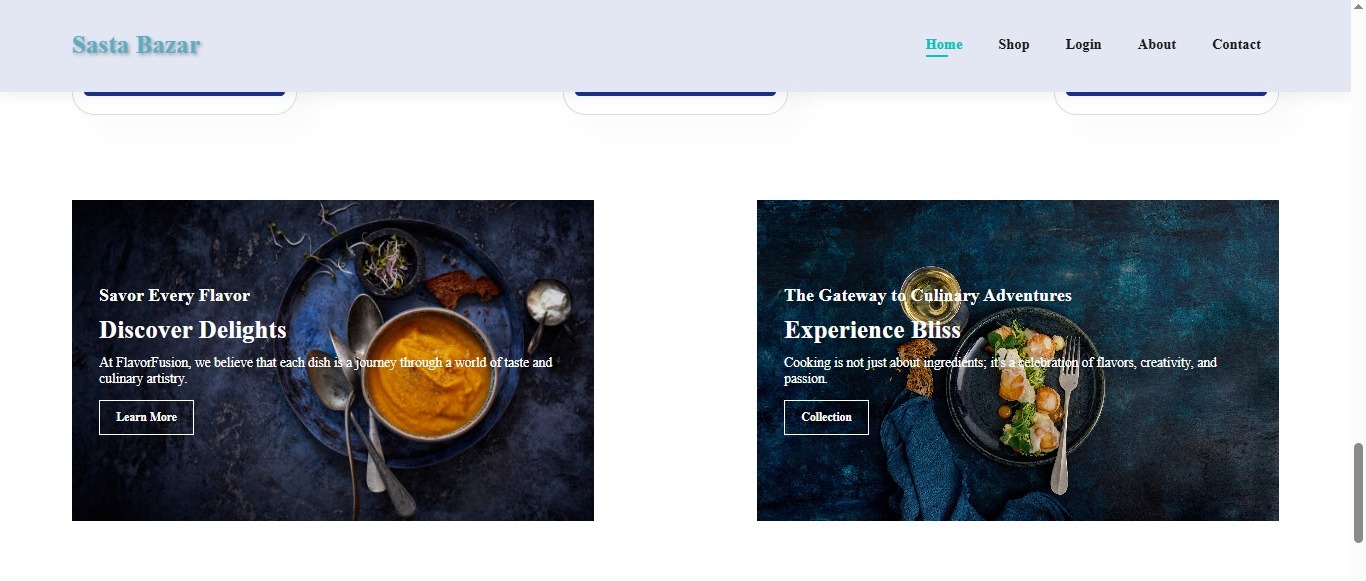 Sasta Bazar
Home Shop Login About Contact
Savor Every Flavor
Discover Delights
At FlavorFusion, we believe that each dish is a journey through a world of taste and
culinary artistry.
Learn More
The Gateway to Culinary Adventures
Experience Bliss
Cooking is not just about ingredients; it's a celebration of flavors, creativity, and
passion.
Collection